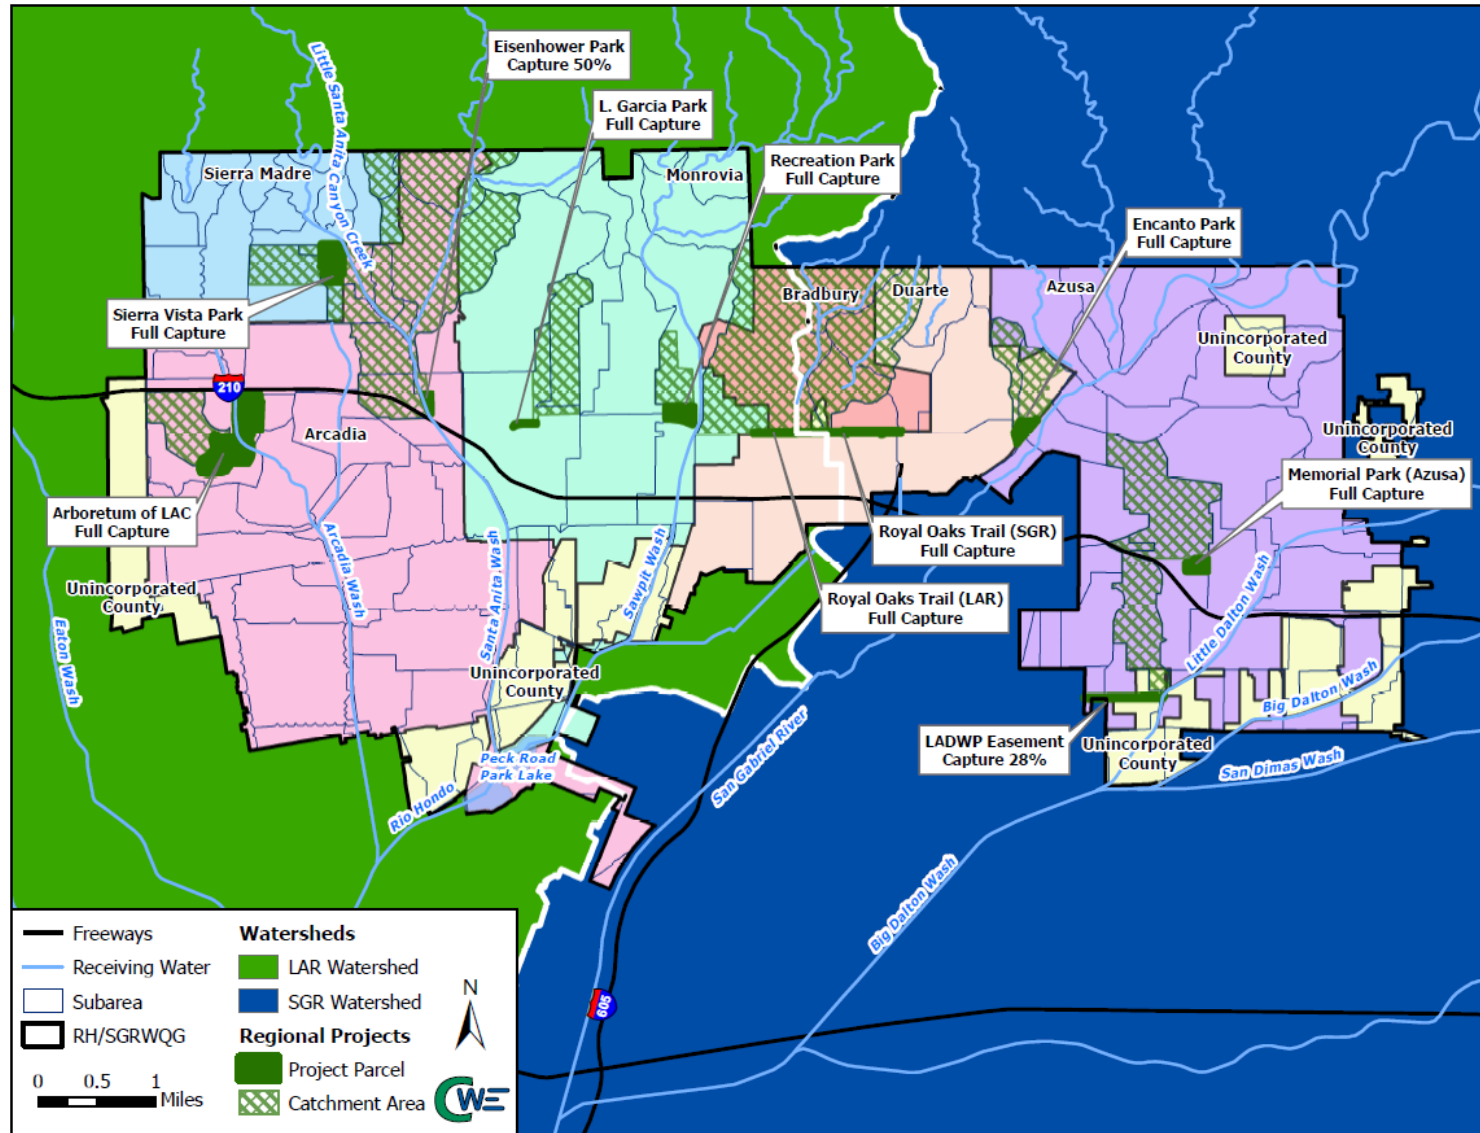 Eisenhower Park
Capture 50%
L. Garcia Park
Full Capture
Recreation Park
Full Capture
Encanto Park
Full Capture
Sierra Madre
Little Santa Anita Canyon Creek
Monrovia
Bradbury
Duarte
Azusa
Sierra Vista Park
Full Capture
Unincorporated
County
210
Arcadia
Unincorporated
County
Memorial Park (Azusa)
Full Capture
Arboretum of LAC
Full Capture
Royal Oaks Trail (SGR)
Full Capture
Royal Oaks Trail (LAR)
Full Capture
Unincorporated
County
Eaton Wash
Arcadia Wash
Santa Anita Wash
Sawpit Wash
Little Dalton Wash
Big Dalton Wash
Unincorporated
County
LADWP Easement
Capture 28%
Unincorporated
County
San Dimas Wash
Peck Road
Park Lake
Rio Hondo
San Gabriel River
Big Dalton Wash
605
Freeways
Receiving Water
Subarea
RH/SGRWQG
0 0.5 1
Miles
Watersheds
LAR Watershed
SGR Watershed
Regional Projects
Project Parcel
Catchment Area
N
CWE